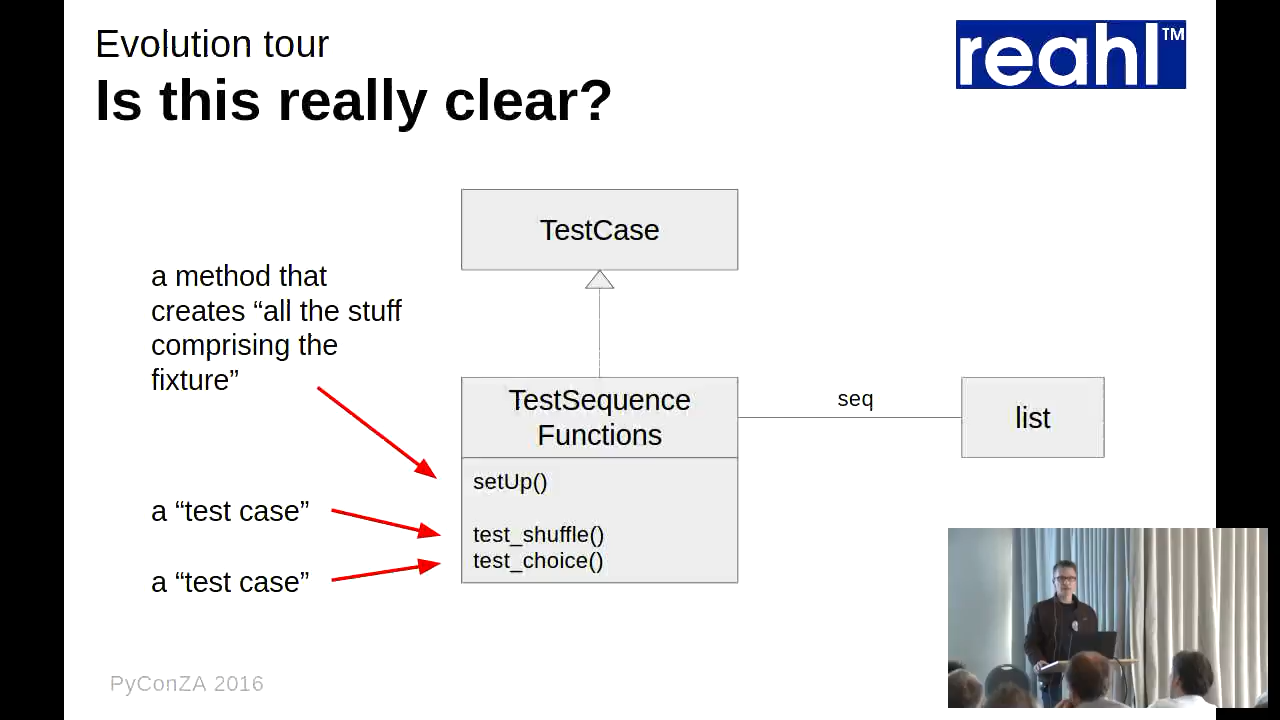 Evolution tour
Is this really clear?
reahl™
TestCase
a method that
creates “all the stuff
comprising the
fixture”
TestSequence
Functions
seq
list
setUp()
a “test case”
test_shuffle()
test_choice()
a “test case”
PyConZA 2016